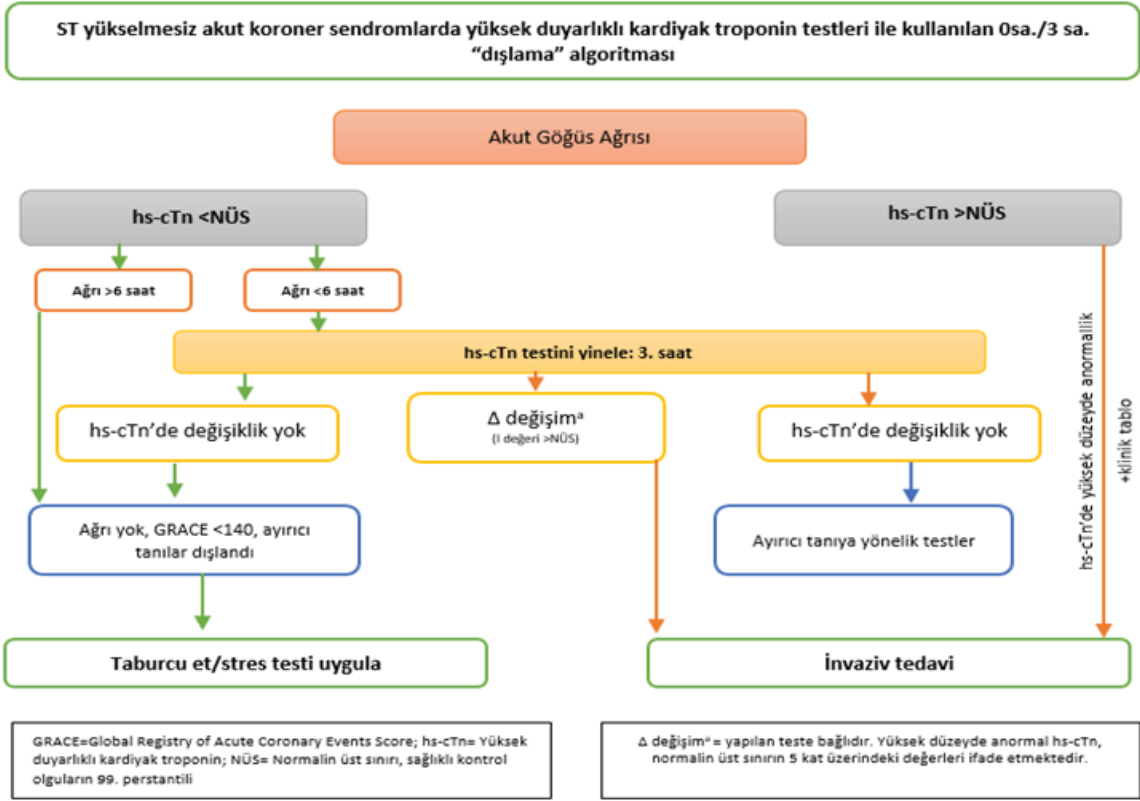 ST yükselmesiz akut koroner sendromlarda yüksek duyarlıklı kardiyak troponin testleri ile kullanılan 0sa./3 sa.
“dışlama” algoritması
Akut Göğüs Ağrısı
hs-cTn <NÜS
hs-cTn >NÜS
Ağrı >6 saat
Ağrı <6 saat
hs-cTn testini yinele: 3. saat
hs-cTn’de değişiklik yok
Δ değişimᵃ
(I değeri >NÜS)
hs-cTn’de değişiklik yok
hs-cTn’de yüksek düzeyde anormallik
+klinik tablo
Ağrı yok, GRACE <140, ayırıcı
tanılar dışlandı
Ayırıcı tanıya yönelik testler
Taburcu et/stres testi uygula
İnvaziv tedavi
GRACE=Global Registry of Acute Coronary Events Score; hs-cTn= Yüksek
duyarlıklı kardiyak troponin; NÜS= Normalin üst sınırı, sağlıklı kontrol
olguların 99. perstantili
Δ değişimᵃ = yapılan teste bağlıdır. Yüksek düzeyde anormal hs-cTn,
normalin üst sınırın 5 kat üzerindeki değerleri ifade etmektedir.